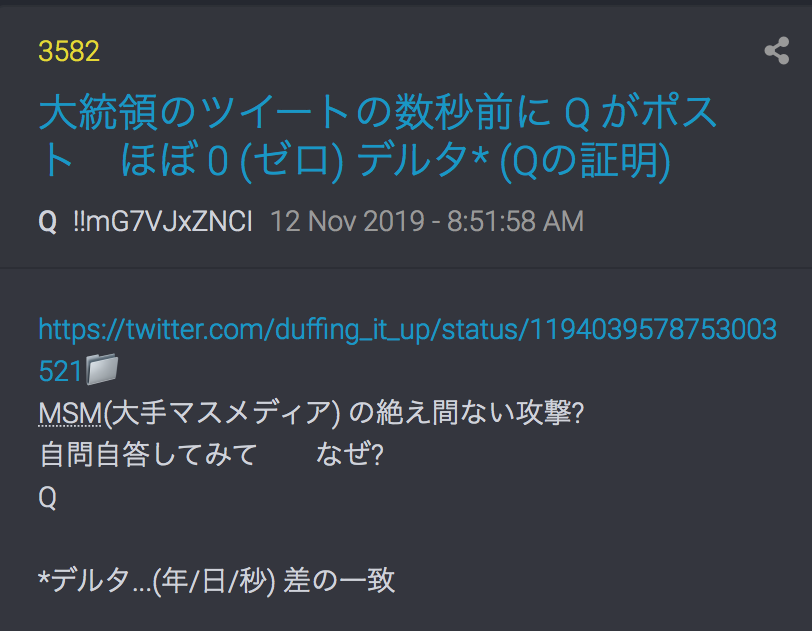 3582
大統領のツイートの数秒前に Q がポス
ト　ほぼ 0 (ゼロ) デルタ* (Qの証明)
Q !!mG7VJxZNCI 12 Nov 2019 - 8:51:58 AM
https://twitter.com/duffing_it_up/status/1194039578753003
521
MSM(大手マスメディア) の絶え間ない攻撃?
自問自答してみて　　なぜ?
Q
*デルタ...(年/日/秒) 差の一致